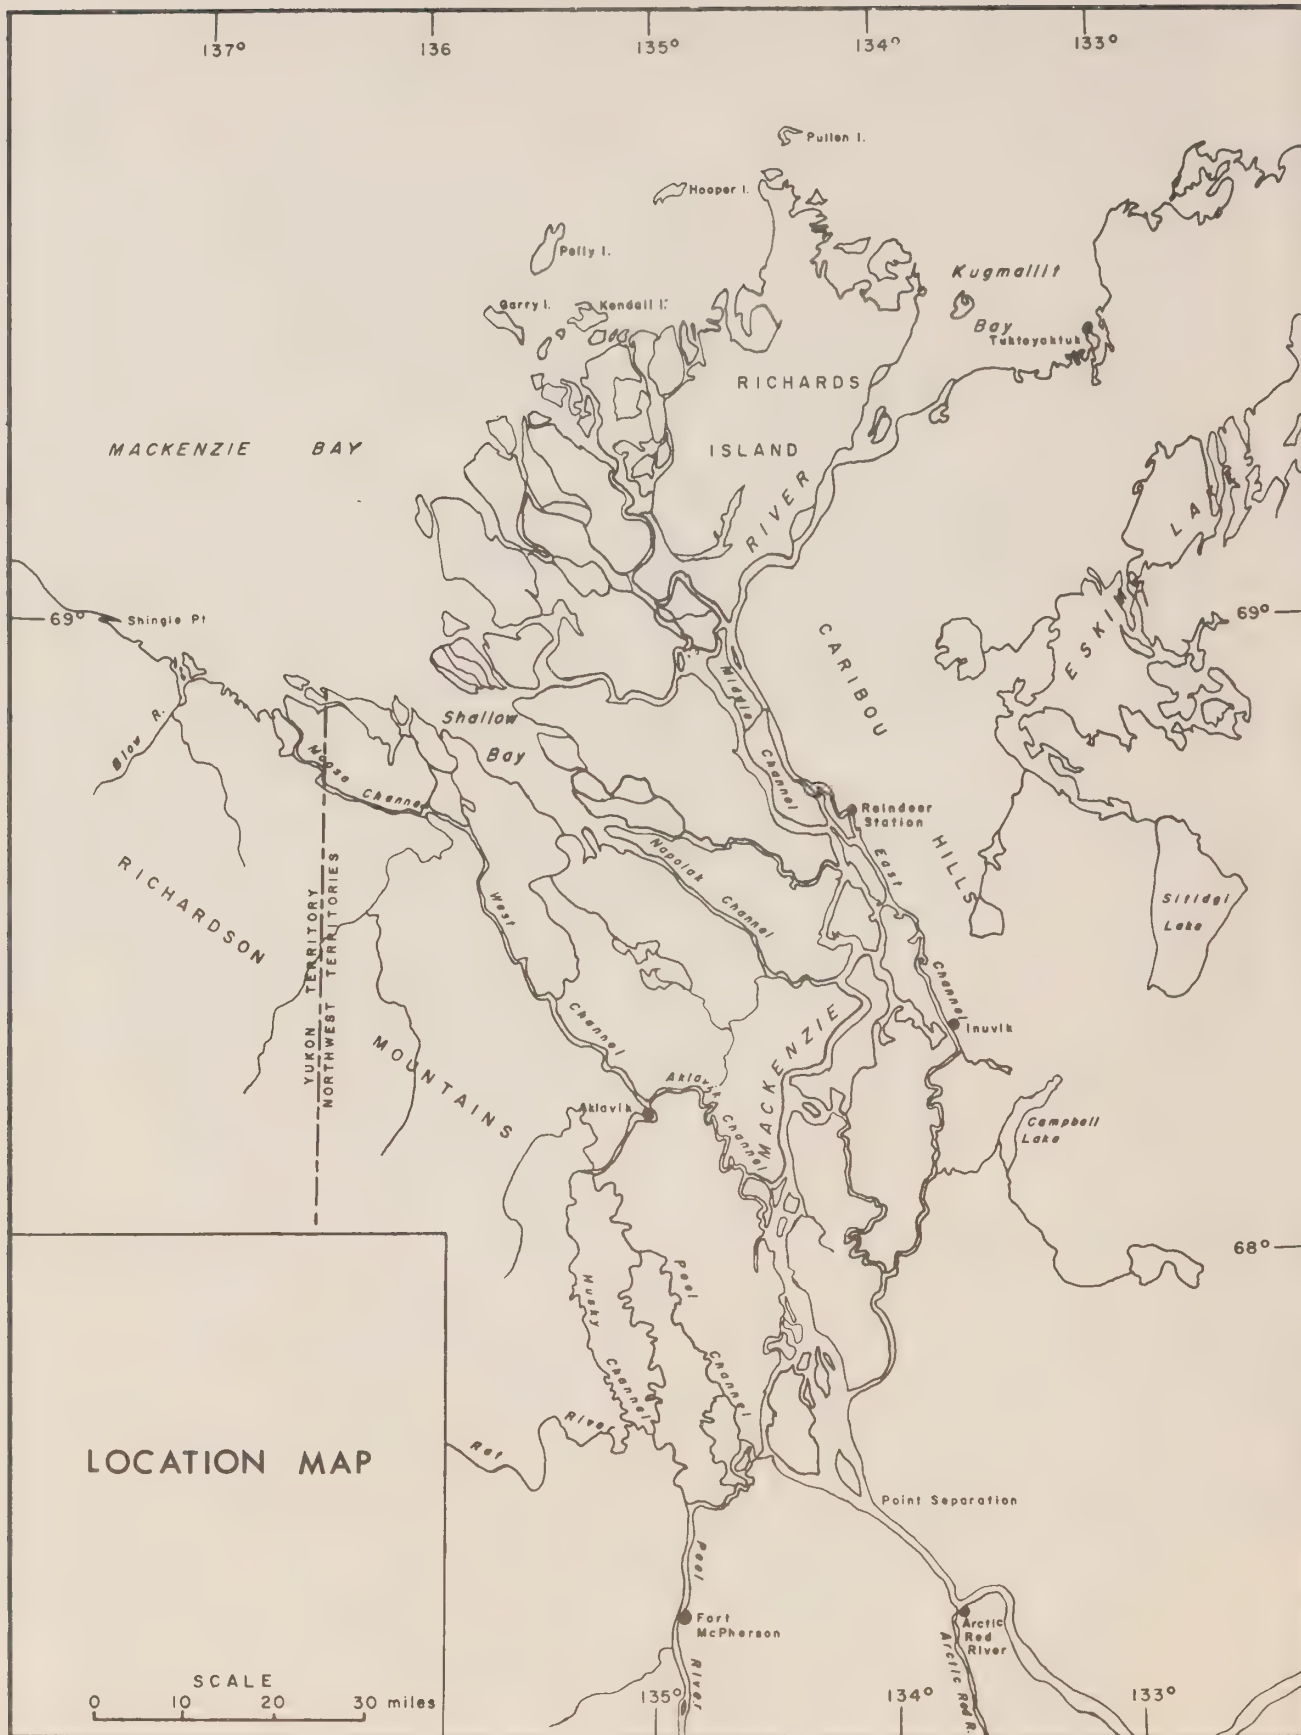 137°
136
135°
134°
133°
Pullen I.
Hooper I.
Pelly I.
Garry I.
Kendall I.
Kugmallit
Bay
Tuktoyaktuk
RICHARDS
ISLAND
MACKENZIE BAY
RIVER
ESKIMO
LA
69°
69°
Shingle Pt
Blow R.
CARIBOU
HILLS
Shallow
Bay
Middle
Channel
Moose
Channel
Reindeer
Station
East
Channel
Napoiak
Channel
West
Channel
Sitidgi
Lake
RICHARDSON
MOUNTAINS
YUKON TERRITORY
NORTHWEST TERRITORIES
Inuvik
MACKENZIE
Aklavik
Channel
Aklavik
Campbell
Lake
68°
Husky
Channel
Peel
Channel
Rat
River
Point Separation
LOCATION MAP
Peel
River
Fort
McPherson
Arctic
Red
River
Arctic Red R.
SCALE
0 10 20 30 miles
135°
134°
133°